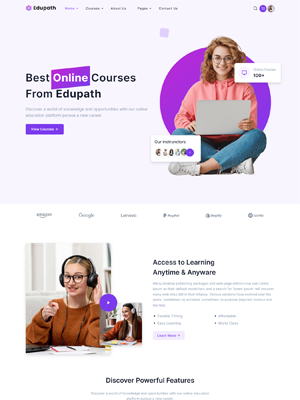 Edupath
Home Courses About Us Pages Contact Us
Best Online Courses
From Edupath
Discover a world of knowledge and opportunities with our online
education platform pursue a new career.
View Courses
Online Courses
100+
Our Instructors
amazon
Google
Lenovo
PayPal
Shopify
Access to Learning
Anytime & Anyware
Flexible Timing
Affordable
Easy Learning
World Class
Learn More
Discover Powerful Features
Discover a world of knowledge and opportunities with our online
education platform pursue a new career.